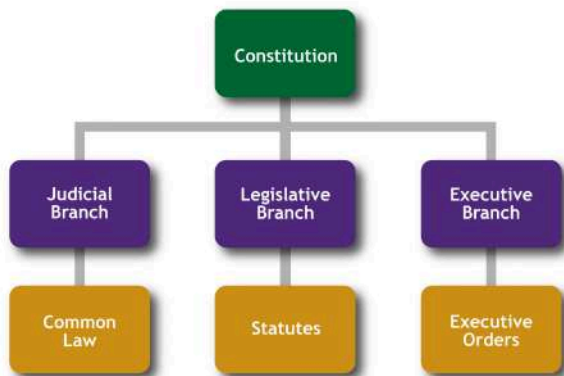 Constitution
Judicial
Branch
Legislative
Branch
Executive
Branch
Common
Law
Statutes
Executive
Orders